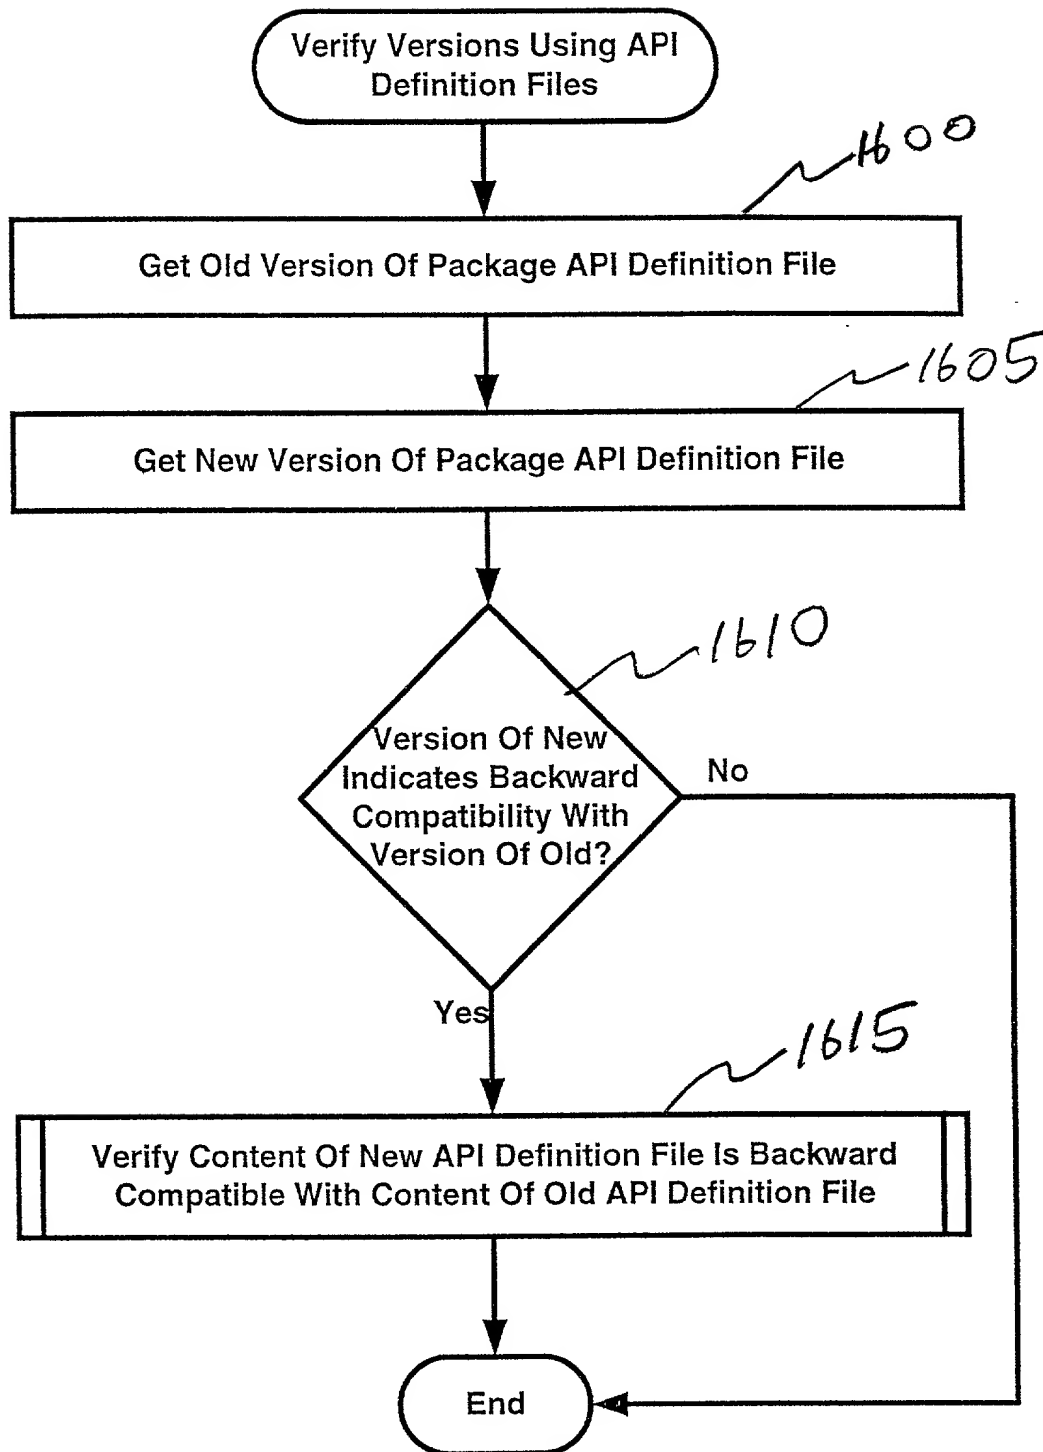 Verify Versions Using API
Definition Files
1600
Get Old Version Of Package API Definition File
1605
Get New Version Of Package API Definition File
1610
Version Of New
Indicates Backward
Compatibility With
Version Of Old?
No
Yes
1615
Verify Content Of New API Definition File Is Backward
Compatible With Content Of Old API Definition File
End